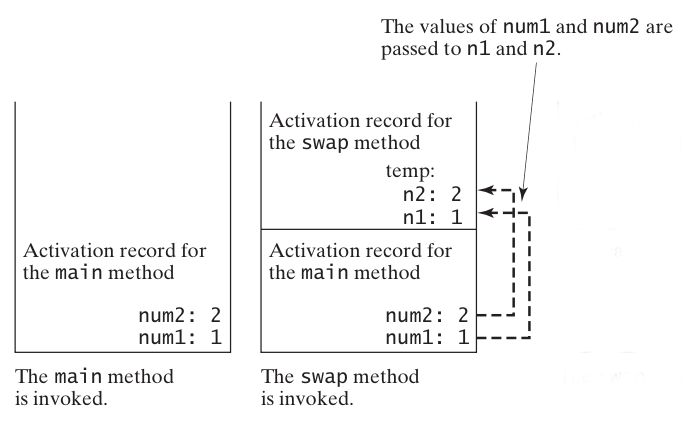 The values of num1 and num2 are
passed to n1 and n2.
Activation record for
the main method
num2: 2
num1: 1
The main method
is invoked.
Activation record for
the swap method
temp:
n2: 2
n1: 1
Activation record for
the main method
num2: 2
num1: 1
The swap method
is invoked.